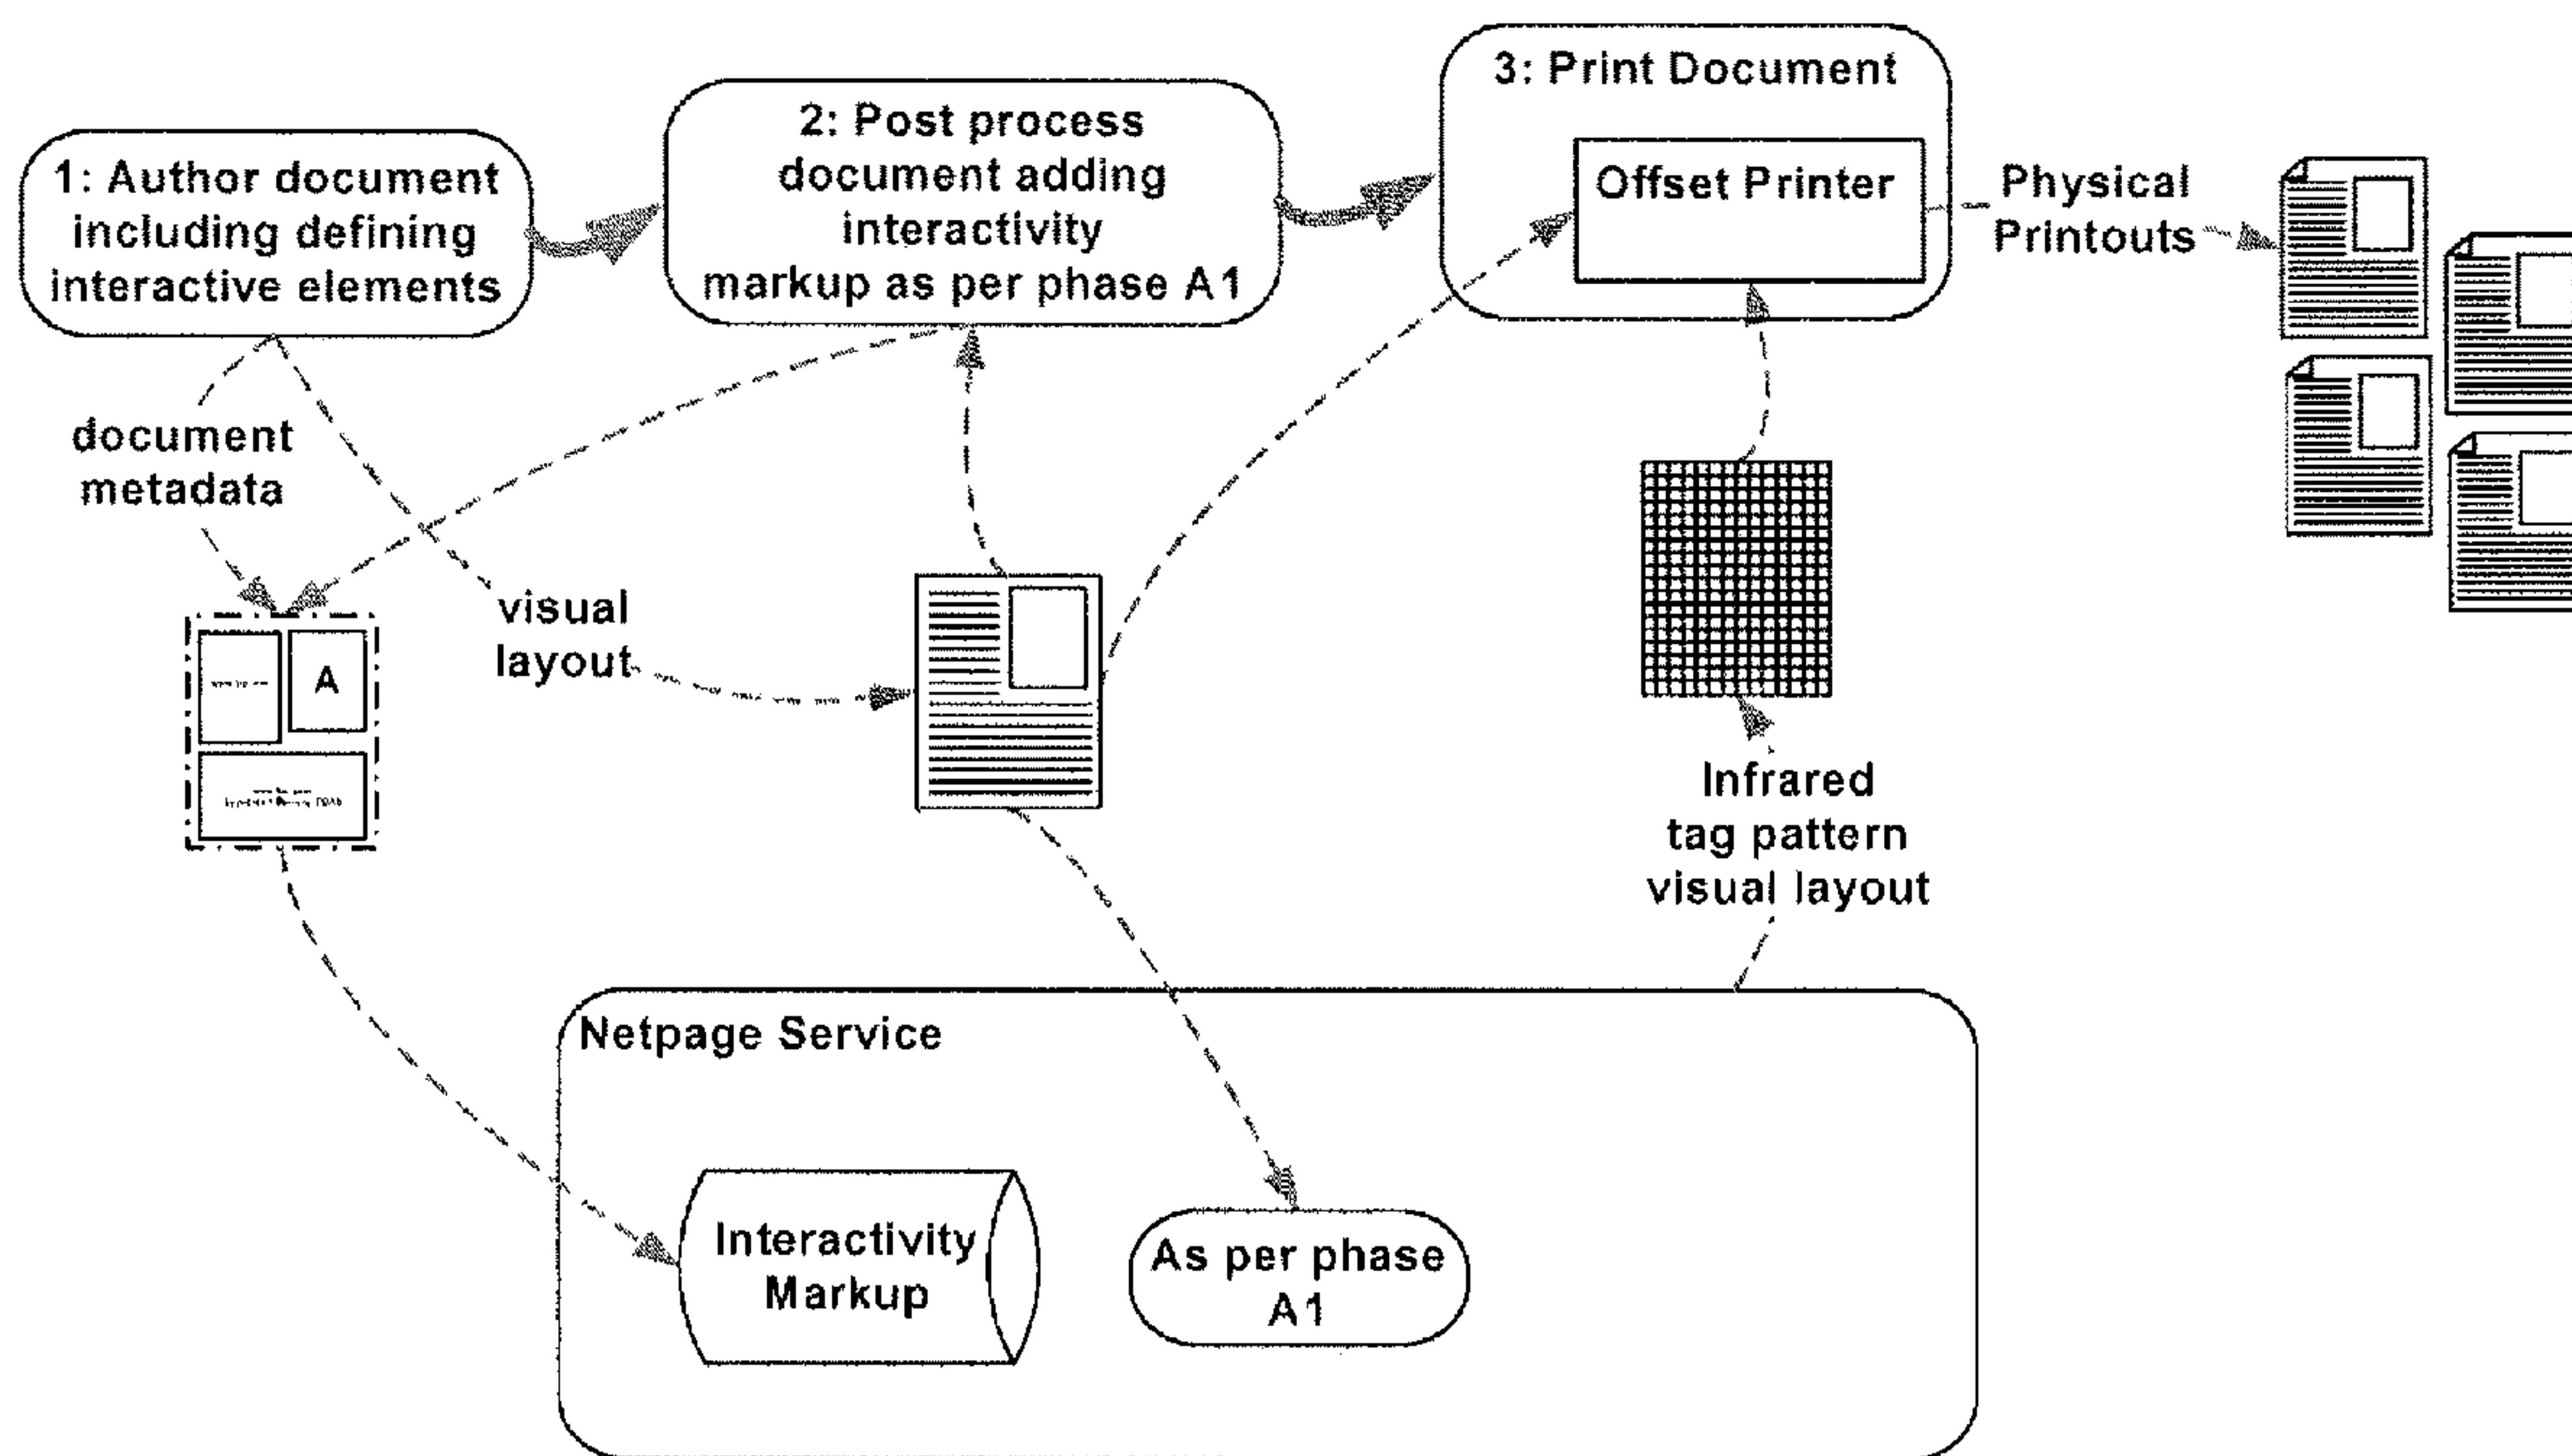 1: Author document
including defining
interactive elements
2: Post process
document adding
interactivity
markup as per phase A1
3: Print Document
Offset Printer
Physical
Printouts
document
metadata
visual
layout
A
Infrared
tag pattern
visual layout
Netpage Service
Interactivity
Markup
As per phase
A1